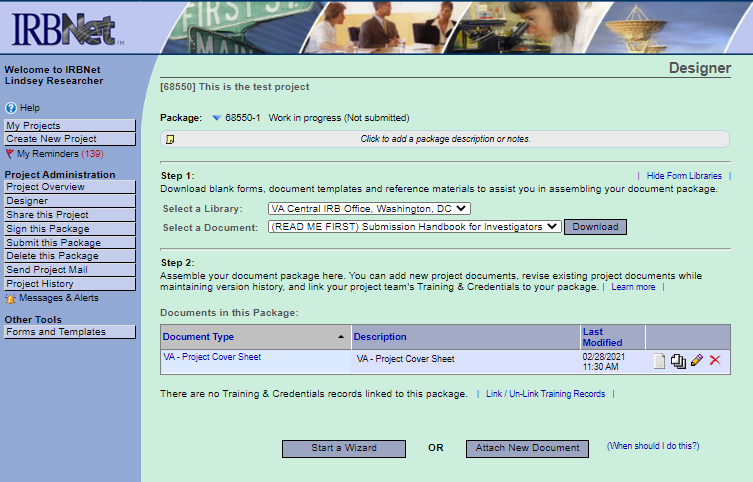 IRBNet™
FIRST ST.
MAIN
Welcome to IRBNet
Lindsey Researcher
Help
My Projects
Create New Project
My Reminders (139)
Project Administration
Project Overview
Designer
Share this Project
Sign this Package
Submit this Package
Delete this Package
Send Project Mail
Project History
Messages & Alerts
Other Tools
Forms and Templates
Designer
[68550] This is the test project
Package: 68550-1 Work in progress (Not submitted)
Click to add a package description or notes.
Step 1: | Hide Form Libraries |
Download blank forms, document templates and reference materials to assist you in assembling your document package.
Select a Library: VA Central IRB Office, Washington, DC
Select a Document: (READ ME FIRST) Submission Handbook for Investigators Download
Step 2:
Assemble your document package here. You can add new project documents, revise existing project documents while
maintaining version history, and link your project team's Training & Credentials to your package. | Learn more |
Documents in this Package:
Document Type Description Last
Modified
VA - Project Cover Sheet VA - Project Cover Sheet 02/28/2021
11:30 AM
There are no Training & Credentials records linked to this package. | Link / Un-Link Training Records |
Start a Wizard OR Attach New Document (When should I do this?)